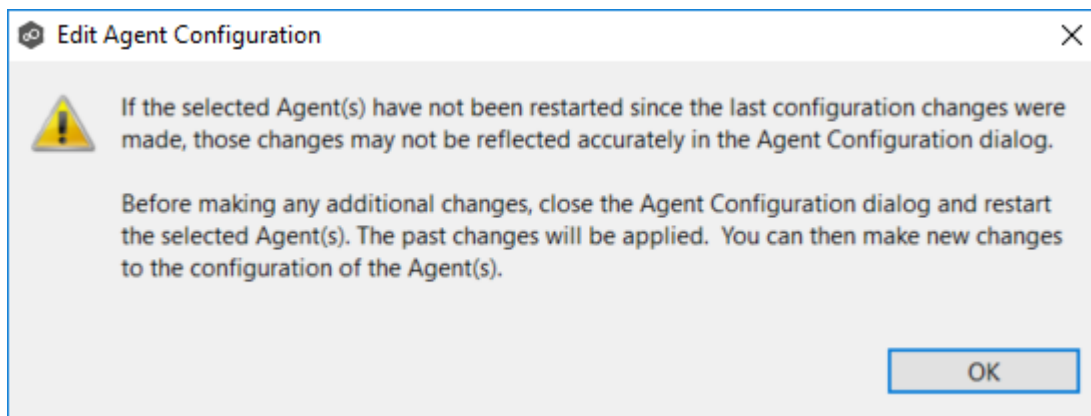 Edit Agent Configuration
If the selected Agent(s) have not been restarted since the last configuration changes were
made, those changes may not be reflected accurately in the Agent Configuration dialog.
Before making any additional changes, close the Agent Configuration dialog and restart
the selected Agent(s). The past changes will be applied.  You can then make new changes
to the configuration of the Agent(s).
OK